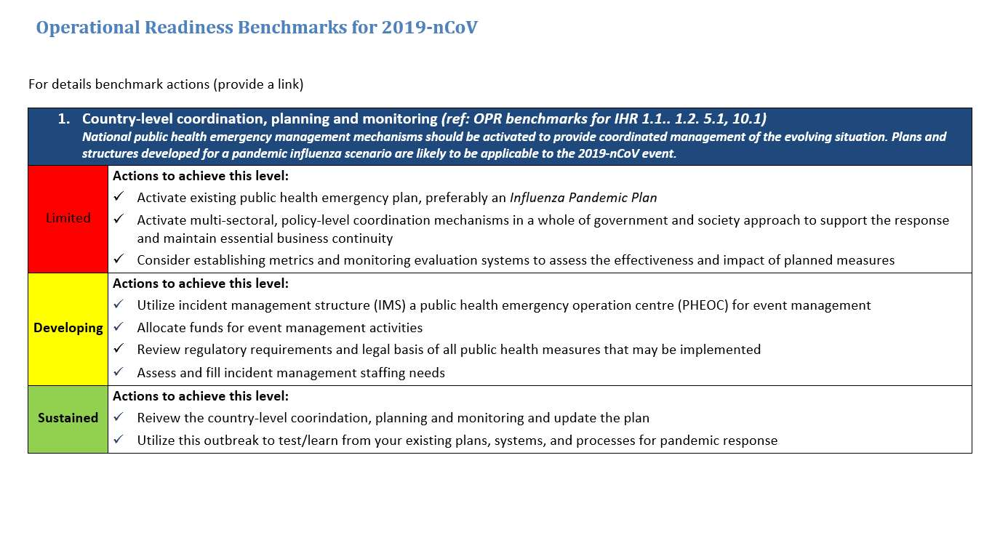 Operational Readiness Benchmarks for 2019-nCoV
For details benchmark actions (provide a link)
1. Country-level coordination, planning and monitoring (ref: OPR benchmarks for IHR 1.1.. 1.2. 5.1, 10.1)
National public health emergency management mechanisms should be activated to provide coordinated management of the evolving situation. Plans and
structures developed for a pandemic influenza scenario are likely to be applicable to the 2019-nCoV event.
Limited
Actions to achieve this level:
✓ Activate existing public health emergency plan, preferably an Influenza Pandemic Plan
✓ Activate multi-sectoral, policy-level coordination mechanisms in a whole of government and society approach to support the response
and maintain essential business continuity
✓ Consider establishing metrics and monitoring evaluation systems to assess the effectiveness and impact of planned measures
Developing
Actions to achieve this level:
✓ Utilize incident management structure (IMS) a public health emergency operation centre (PHEOC) for event management
✓ Allocate funds for event management activities
✓ Review regulatory requirements and legal basis of all public health measures that may be implemented
✓ Assess and fill incident management staffing needs
Sustained
Actions to achieve this level:
✓ Reivew the country-level coorindation, planning and monitoring and update the plan
✓ Utilize this outbreak to test/learn from your existing plans, systems, and processes for pandemic response